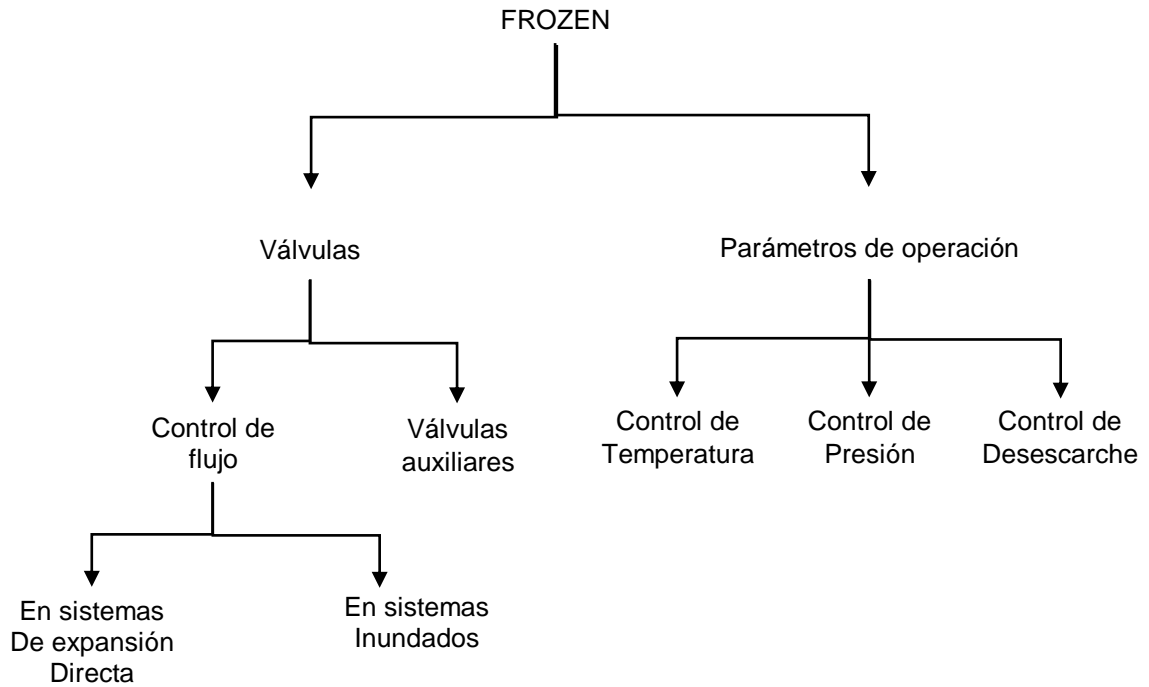 FROZEN
Válvulas
Parámetros de operación
Control de
flujo
Válvulas
auxiliares
Control de
Temperatura
Control de
Presión
Control de
Desescarche
En sistemas
De expansión
Directa
En sistemas
Inundados